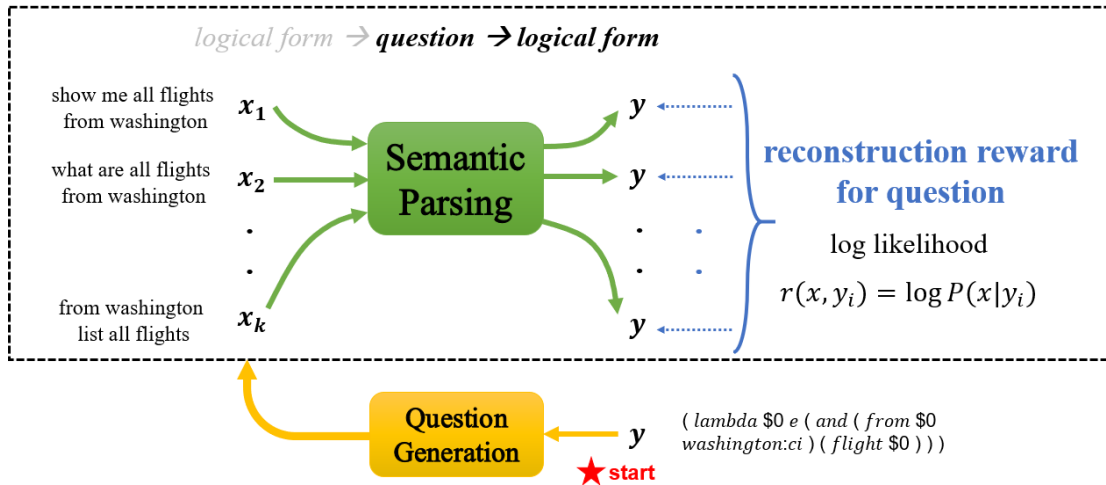 logical form → question → logical form
show me all flights
from washington
x₁
y
what are all flights
from washington
x₂
y
from washington
list all flights
xₖ
y
Semantic
Parsing
reconstruction reward
for question
log likelihood
r(x, yᵢ) = log P(x|yᵢ)
Question
Generation
y
★ start
( lambda $0 e ( and ( from $0
washington:ci ) ( flight $0 ) ) )